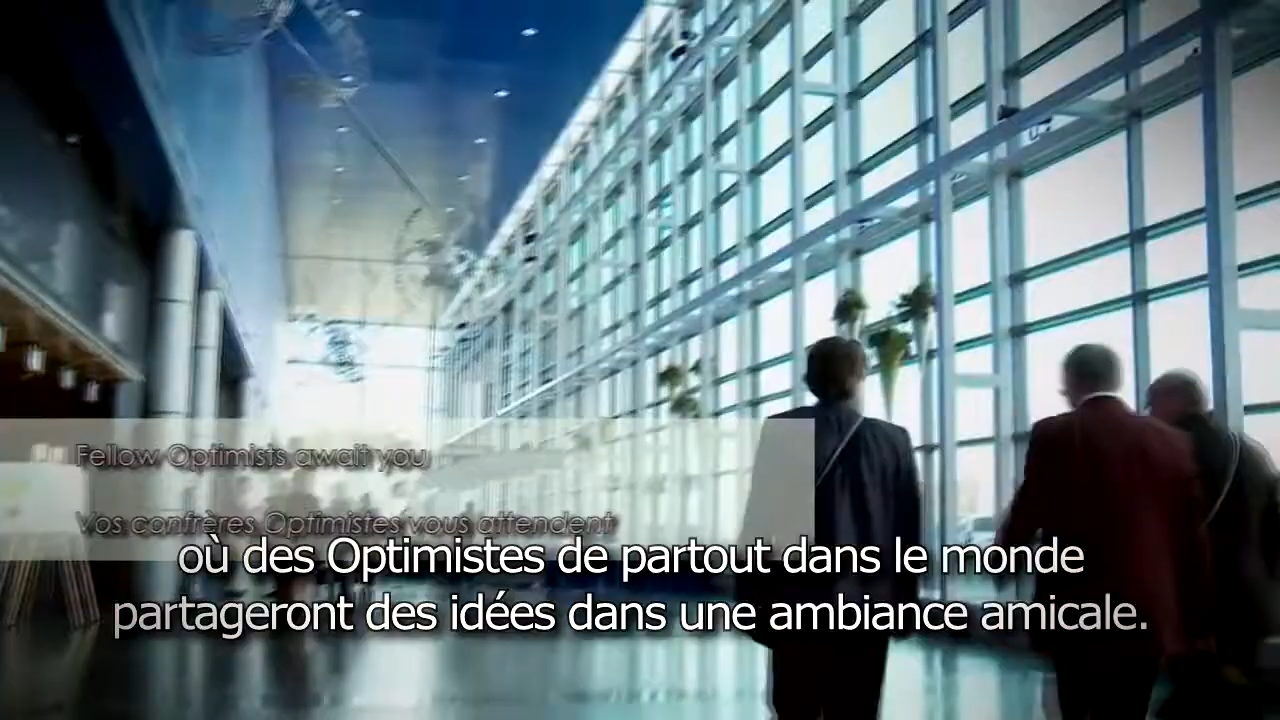 Fellow Optimists await you
Vos confrères Optimistes vous attendent
où des Optimistes de partout dans le monde
partageront des idées dans une ambiance amicale.